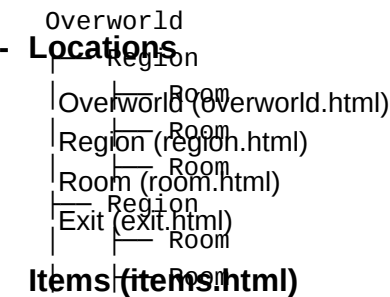 Overworld
- Locations
├── Region
│   ├── Room
Overworld (overworld.html)
│   ├── Room
Region (region.html)
│   ├── Room
Room (room.html)
├── Region
Exit (exit.html)
│   ├── Room
│   ├── Room
Items (items.html)